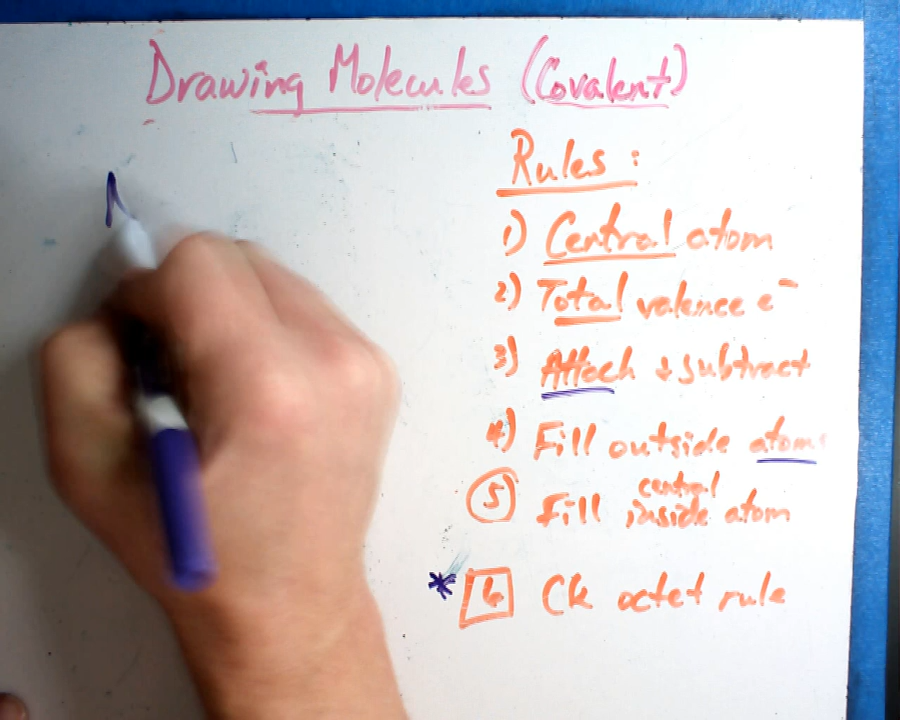 Drawing Molecules (Covalent)
Rules:
1) Central atom
2) Total valence e⁻
3) Attach + subtract
4) Fill outside atoms
5) Fill inside atom
central
* 6 Ck octet rule